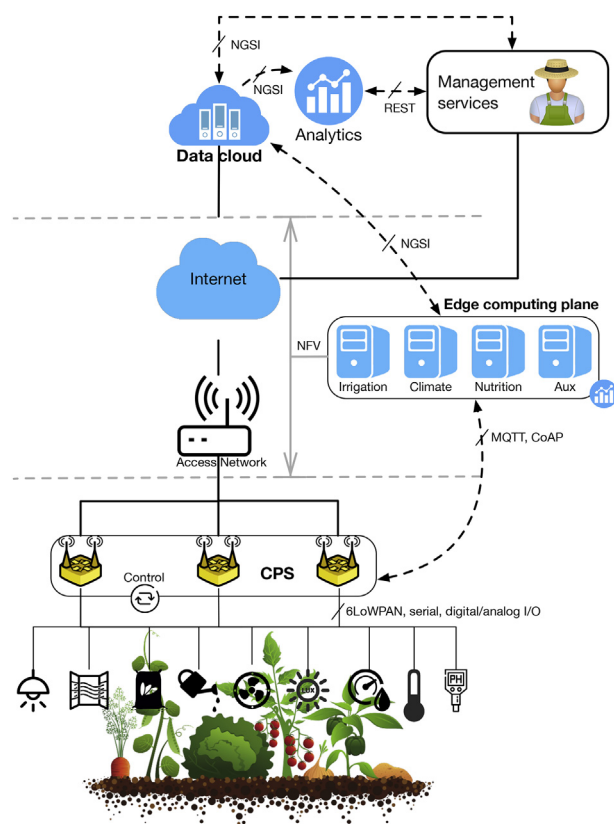 NGSI
NGSI
Management
services
REST
Analytics
Data cloud
NGSI
Internet
Edge computing plane
NFV
Irrigation
Climate
Nutrition
Aux
MQTT, CoAP
Access Network
Control
CPS
6LoWPAN, serial, digital/analog I/O
LUX
PH